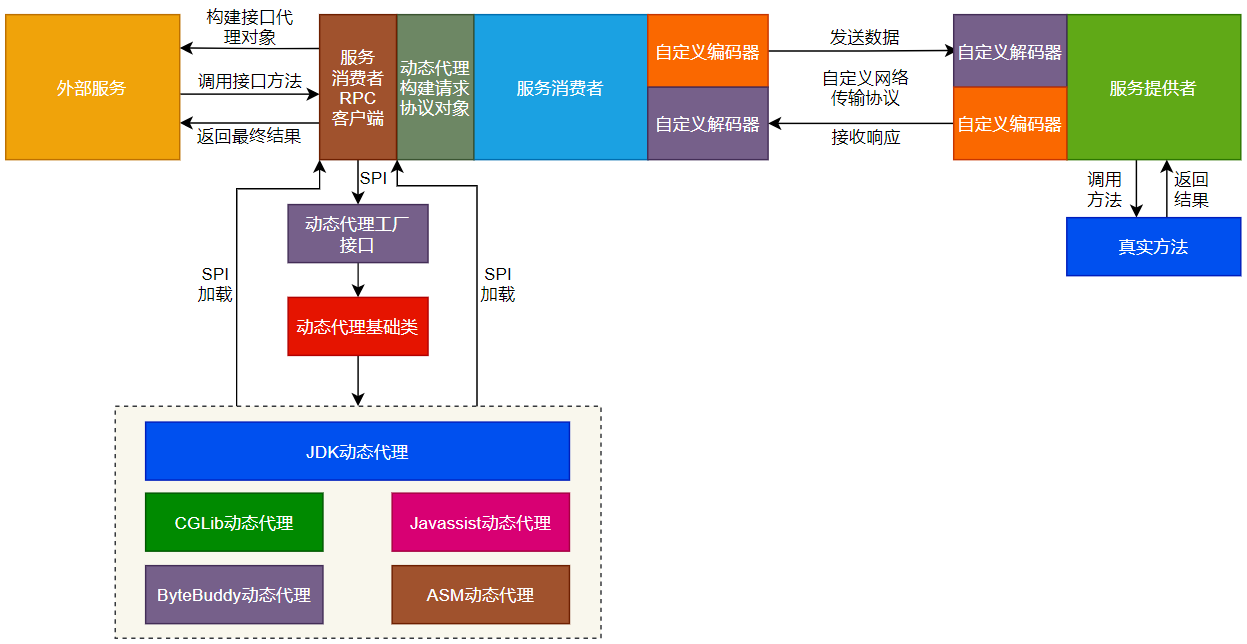 构建接口代
理对象
外部服务
调用接口方法
返回最终结果
服务
消费者
RPC
客户端
动态代理
构建请求
协议对象
服务消费者
自定义编码器
自定义解码器
发送数据
自定义网络
传输协议
接收响应
自定义解码器
自定义编码器
服务提供者
调用
方法
返回
结果
真实方法
SPI
动态代理工厂
接口
SPI
加载
SPI
加载
动态代理基础类
JDK动态代理
CGLib动态代理
Javassist动态代理
ByteBuddy动态代理
ASM动态代理